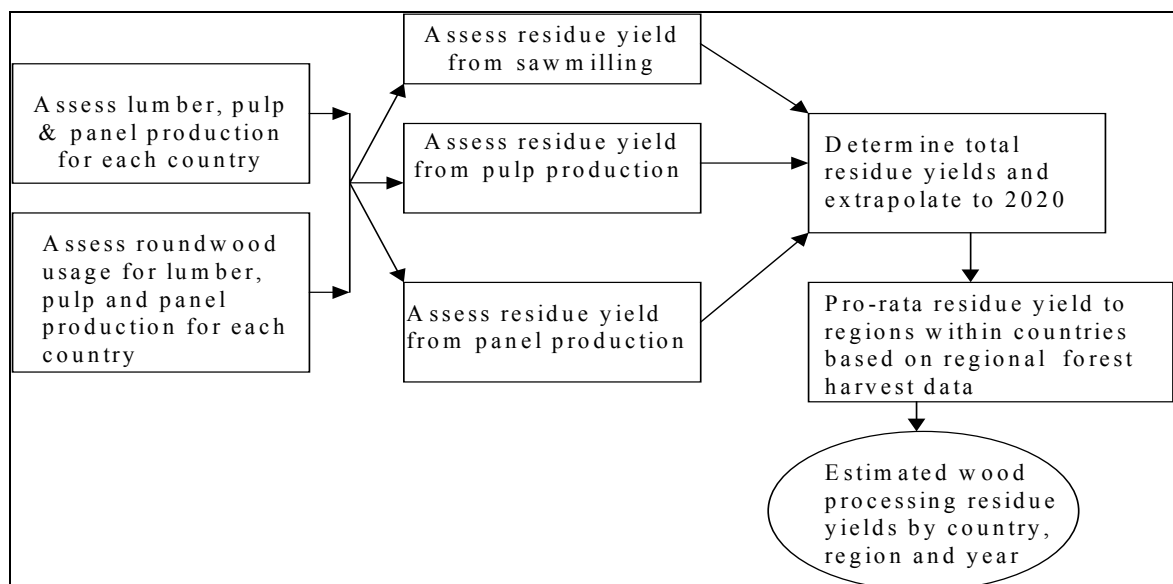 Assess lumber, pulp
& panel production
for each country
Assess roundwood
usage for lumber,
pulp and panel
production for each
country
Assess residue yield
from sawmilling
Assess residue yield
from pulp production
Assess residue yield
from panel production
Determine total
residue yields and
extrapolate to 2020
Pro-rata residue yield to
regions within countries
based on regional forest
harvest data
Estimated wood
processing residue
yields by country,
region and year